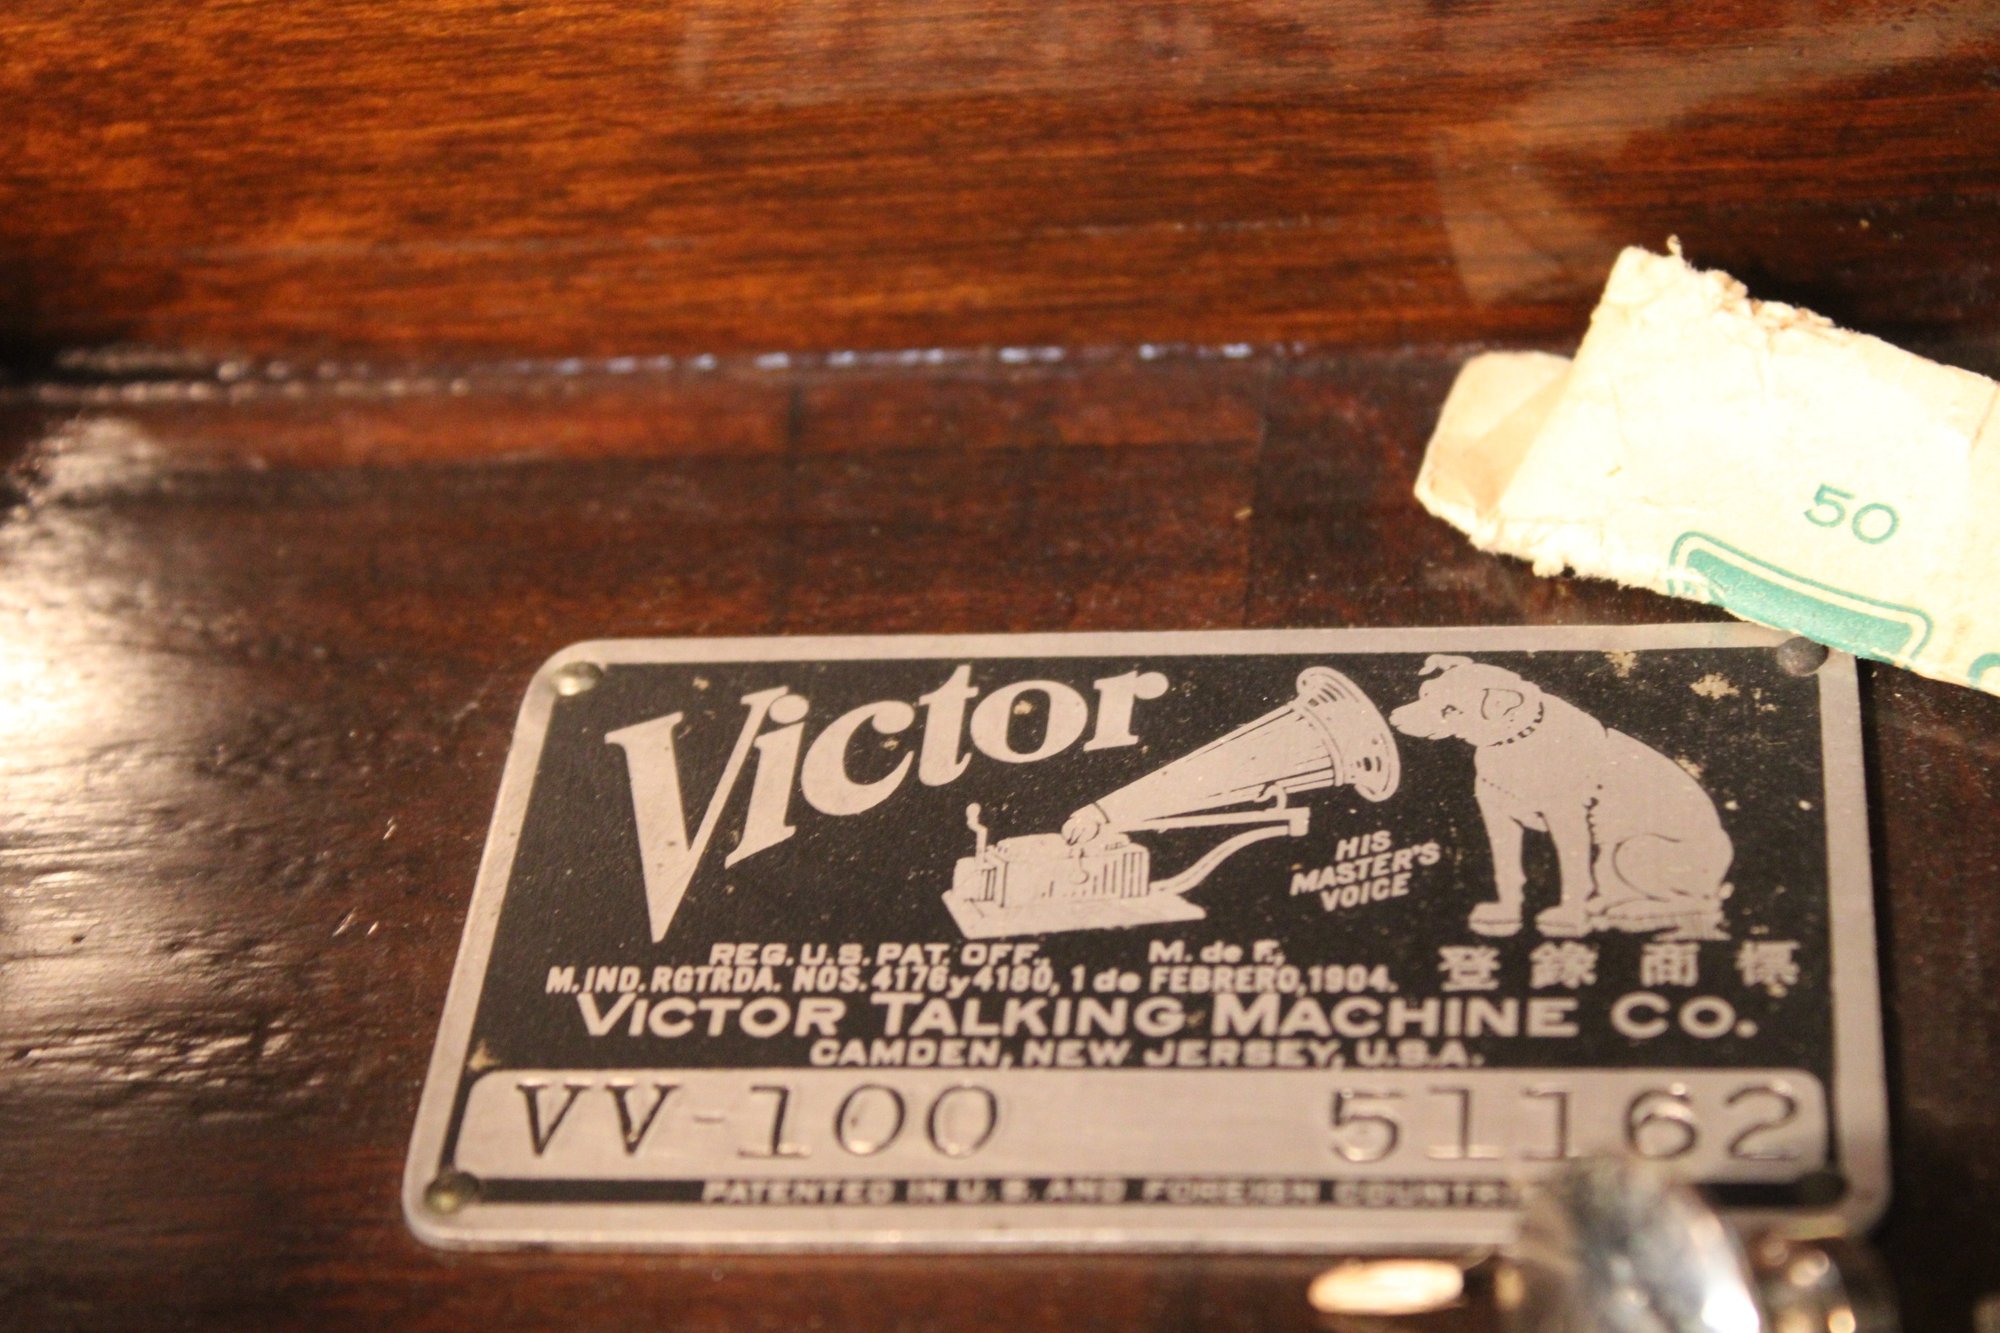 50
Victor
HIS
MASTER'S
VOICE
REG. U.S. PAT. OFF., M. de F.,
M. IND. RGTRDA. NOS. 4176 y 4180, 1 de FEBRERO, 1904.
登錄商標
VICTOR TALKING MACHINE CO.
CAMDEN, NEW JERSEY, U.S.A.
VV-100 51162
PATENTED IN U.S. AND FOREIGN